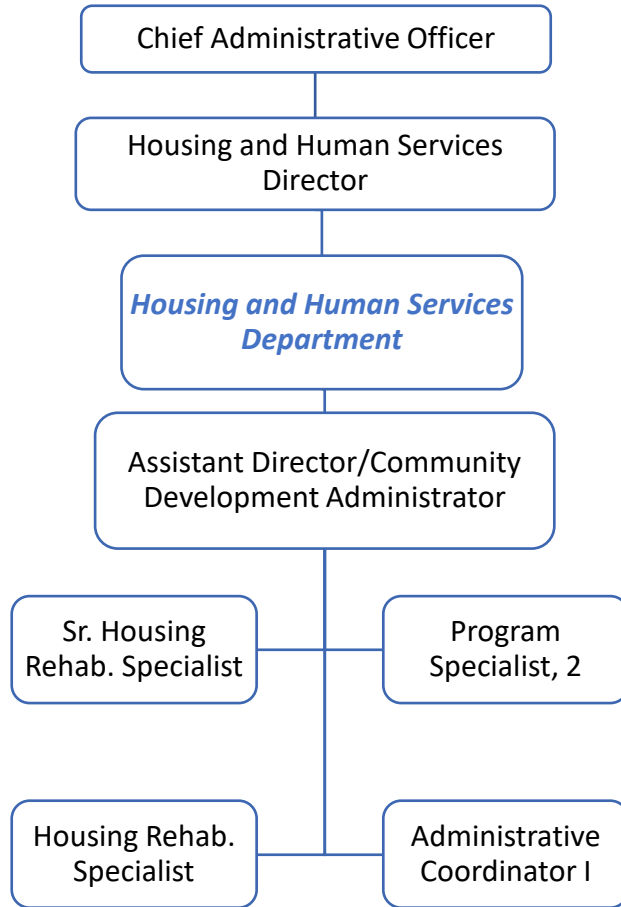 Chief Administrative Officer
Housing and Human Services
Director
Housing and Human Services
Department
Assistant Director/Community
Development Administrator
Sr. Housing
Rehab. Specialist
Program
Specialist, 2
Housing Rehab.
Specialist
Administrative
Coordinator I